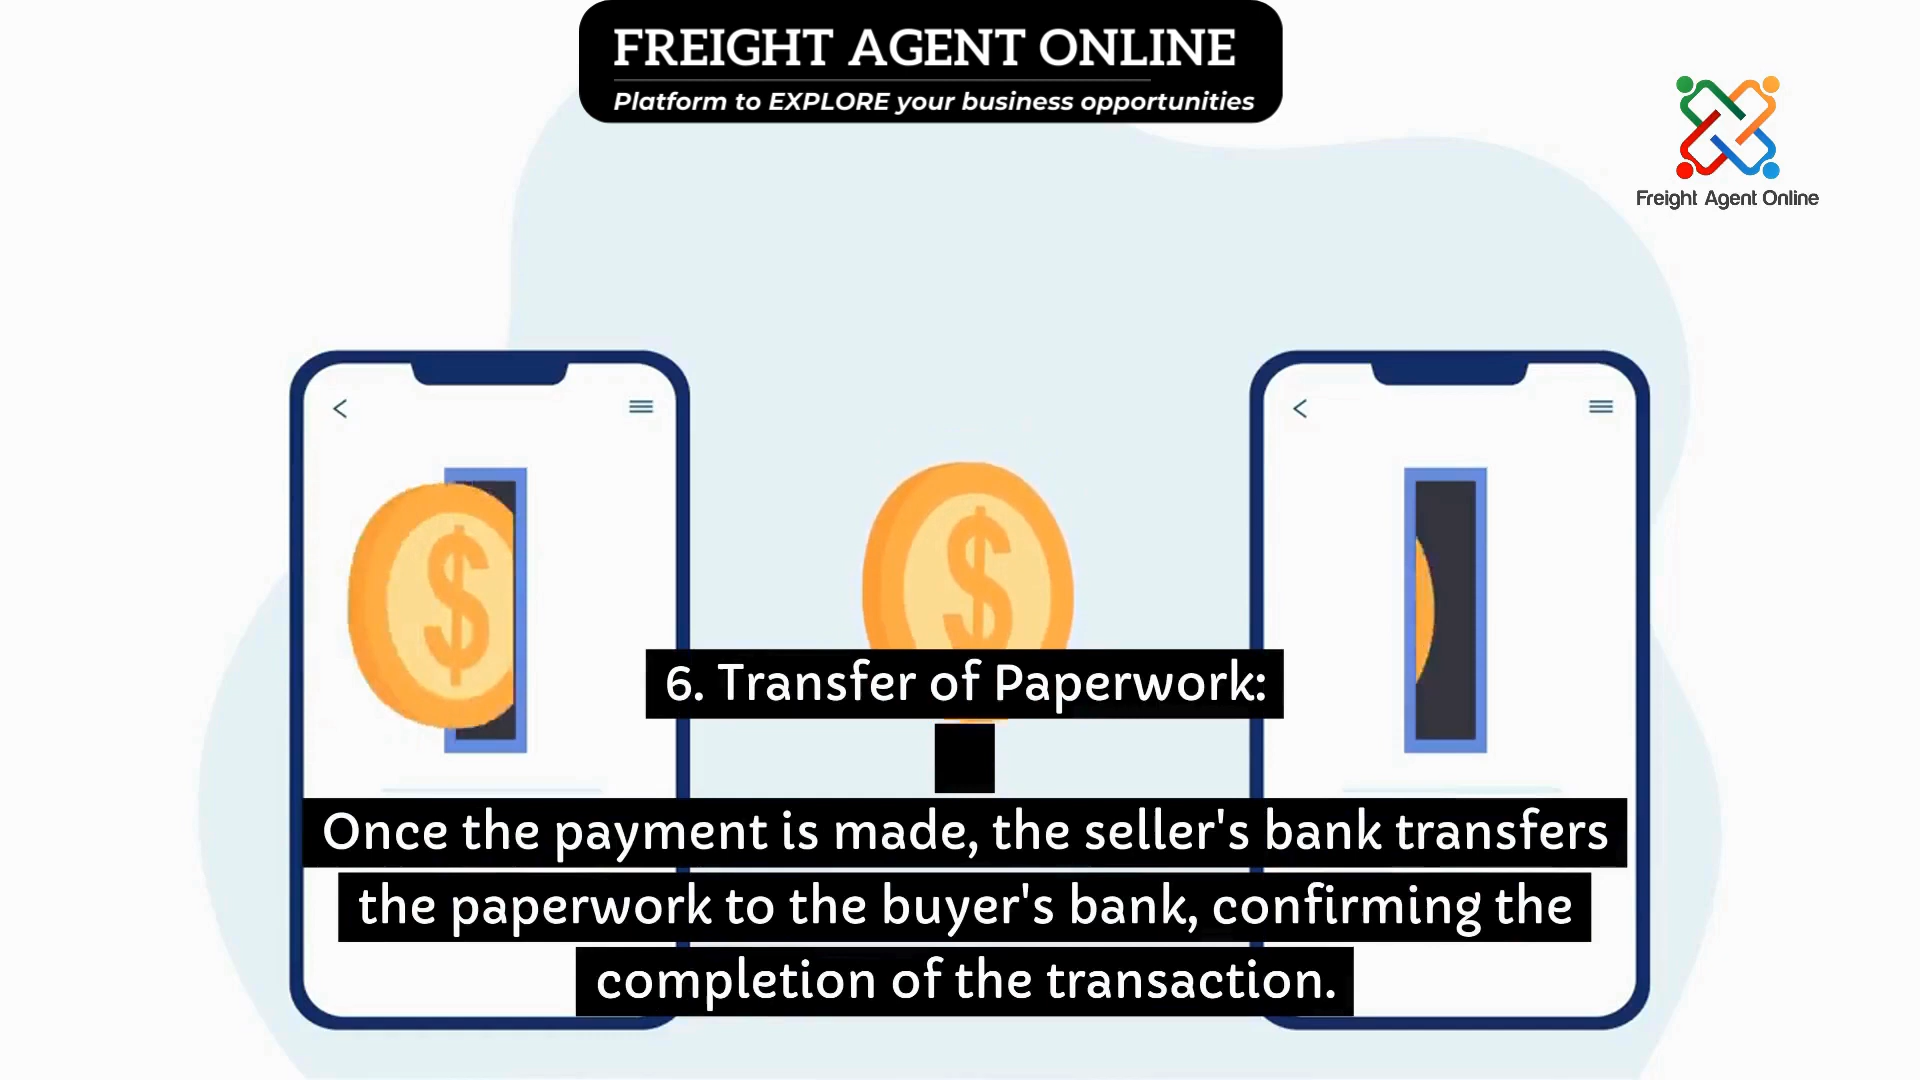 FREIGHT AGENT ONLINE
Platform to EXPLORE your business opportunities
Freight Agent Online
6. Transfer of Paperwork:
Once the payment is made, the seller's bank transfers
the paperwork to the buyer's bank, confirming the
completion of the transaction.